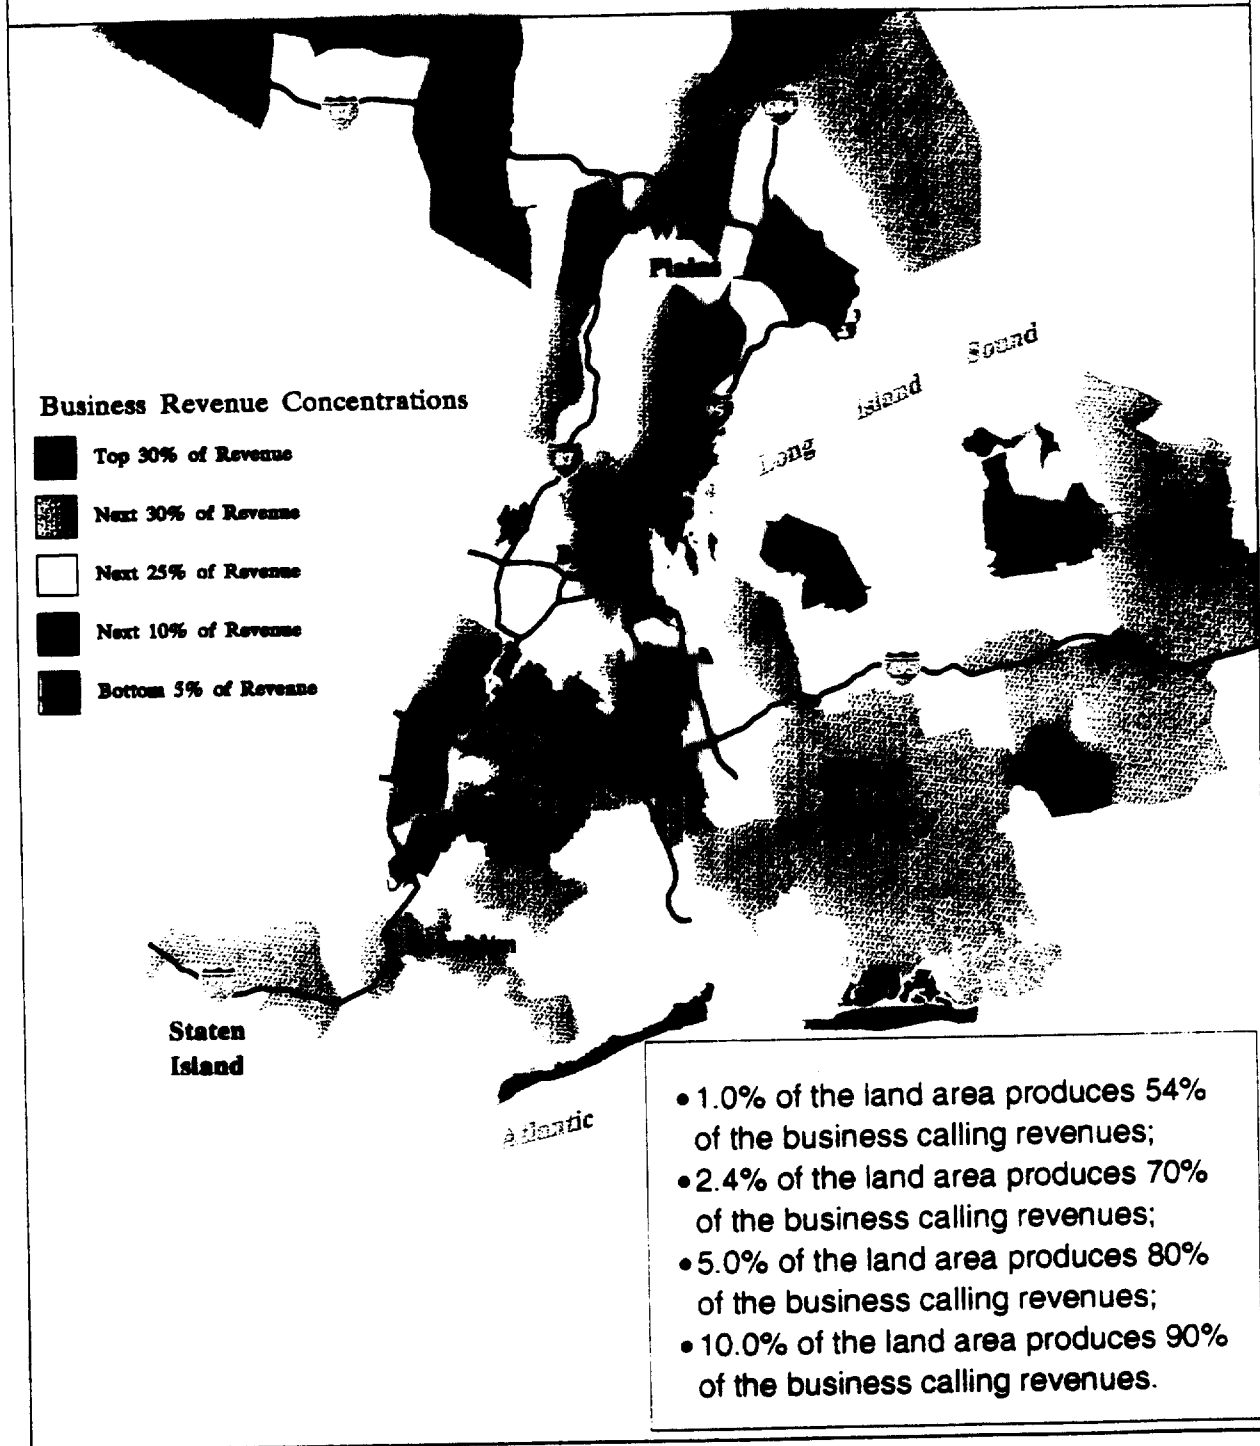 Plains
Sound
Island
Long
Business Revenue Concentrations
Top 30% of Revenue
Next 30% of Revenue
Next 25% of Revenue
Next 10% of Revenue
Bottom 5% of Revenue
87
Staten
Island
Atlantic
•1.0% of the land area produces 54%
of the business calling revenues;
•2.4% of the land area produces 70%
of the business calling revenues;
•5.0% of the land area produces 80%
of the business calling revenues;
•10.0% of the land area produces 90%
of the business calling revenues.